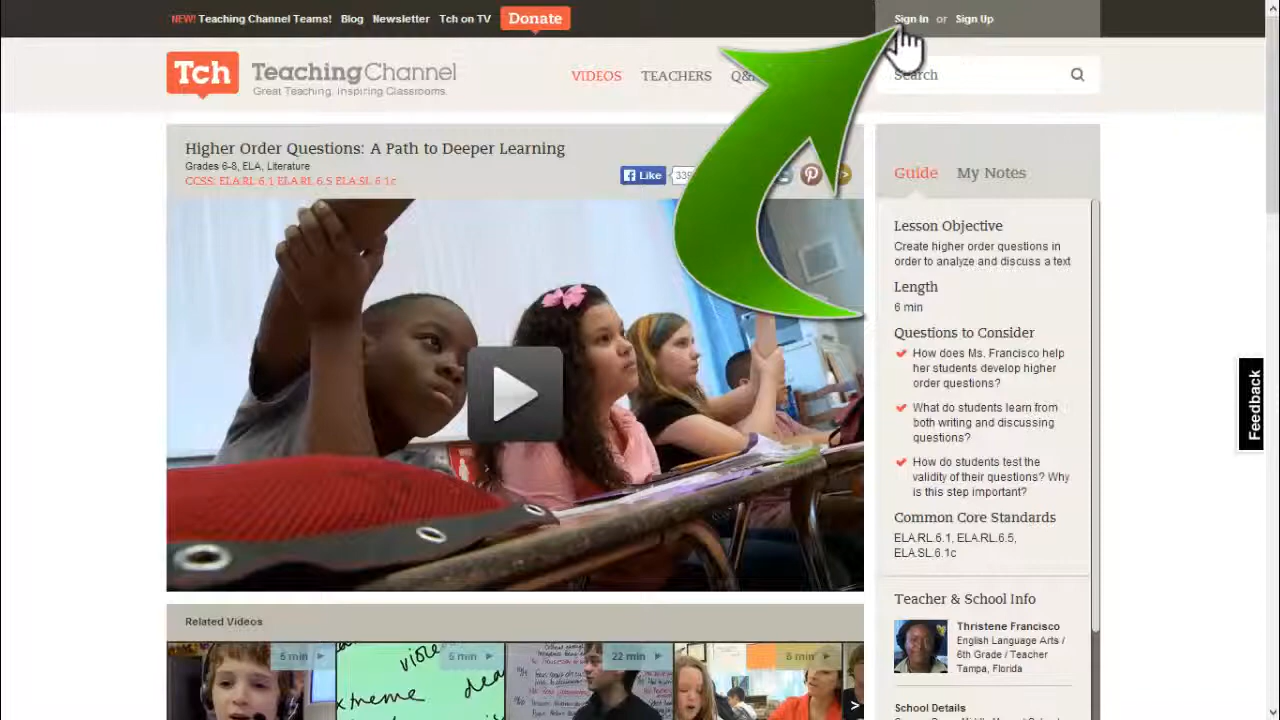 NEW! Teaching Channel Teams! Blog Newsletter Tch on TV Donate
Sign In or Sign Up
Tch TeachingChannel
Great Teaching. Inspiring Classrooms.
VIDEOS TEACHERS
Search
Higher Order Questions: A Path to Deeper Learning
Grades 6-8, ELA, Literature
CCSS: ELA.RL.6.1 ELA.RL.6.5 ELA.SL.6.1c
Like
Guide My Notes
Lesson Objective
Create higher order questions in
order to analyze and discuss a text
Length
6 min
Questions to Consider
How does Ms. Francisco help
her students develop higher
order questions?
What do students learn from
both writing and discussing
questions?
How do students test the
validity of their questions? Why
is this step important?
Common Core Standards
ELA.RL.6.1, ELA.RL.6.5,
ELA.SL.6.1c
Teacher & School Info
Christene Francisco
English Language Arts /
6th Grade / Teacher
Tampa, Florida
School Details
Feedback
Related Videos
6 min
6 min
22 min
8 min